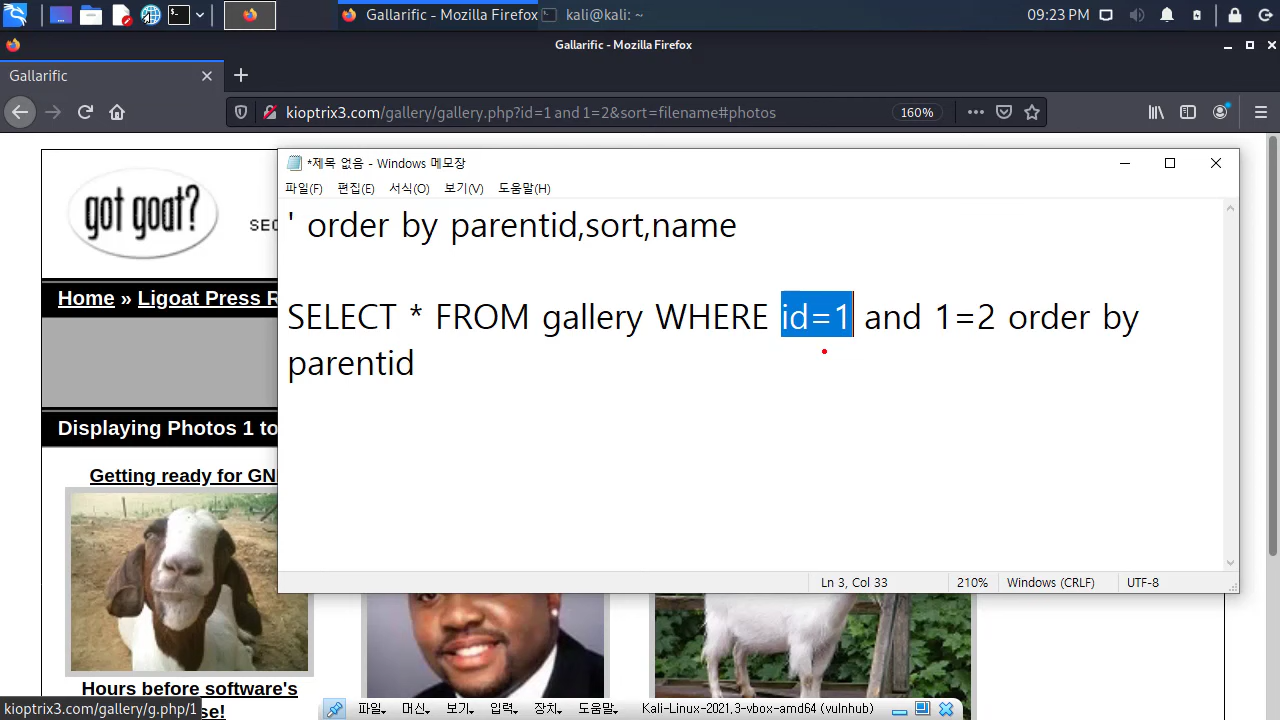 Gallarific - Mozilla Firefox
kali@kali: ~
09:23 PM
Gallarific - Mozilla Firefox
Gallarific
kioptrix3.com/gallery/gallery.php?id=1 and 1=2&sort=filename#photos
160%
*제목 없음 - Windows 메모장
파일(F) 편집(E) 서식(O) 보기(V) 도움말(H)
got goat?
SEC
' order by parentid,sort,name
Home » Ligoat Press R
SELECT * FROM gallery WHERE id=1 and 1=2 order by
parentid
Displaying Photos 1 to
Getting ready for GN
Ln 3, Col 33 210% Windows (CRLF) UTF-8
Hours before software's
se!
kioptrix3.com/gallery/g.php/1
파일 머신 보기 입력 장치 도움말 Kali-Linux-2021,3-vbox-amd64 (vulnhub)